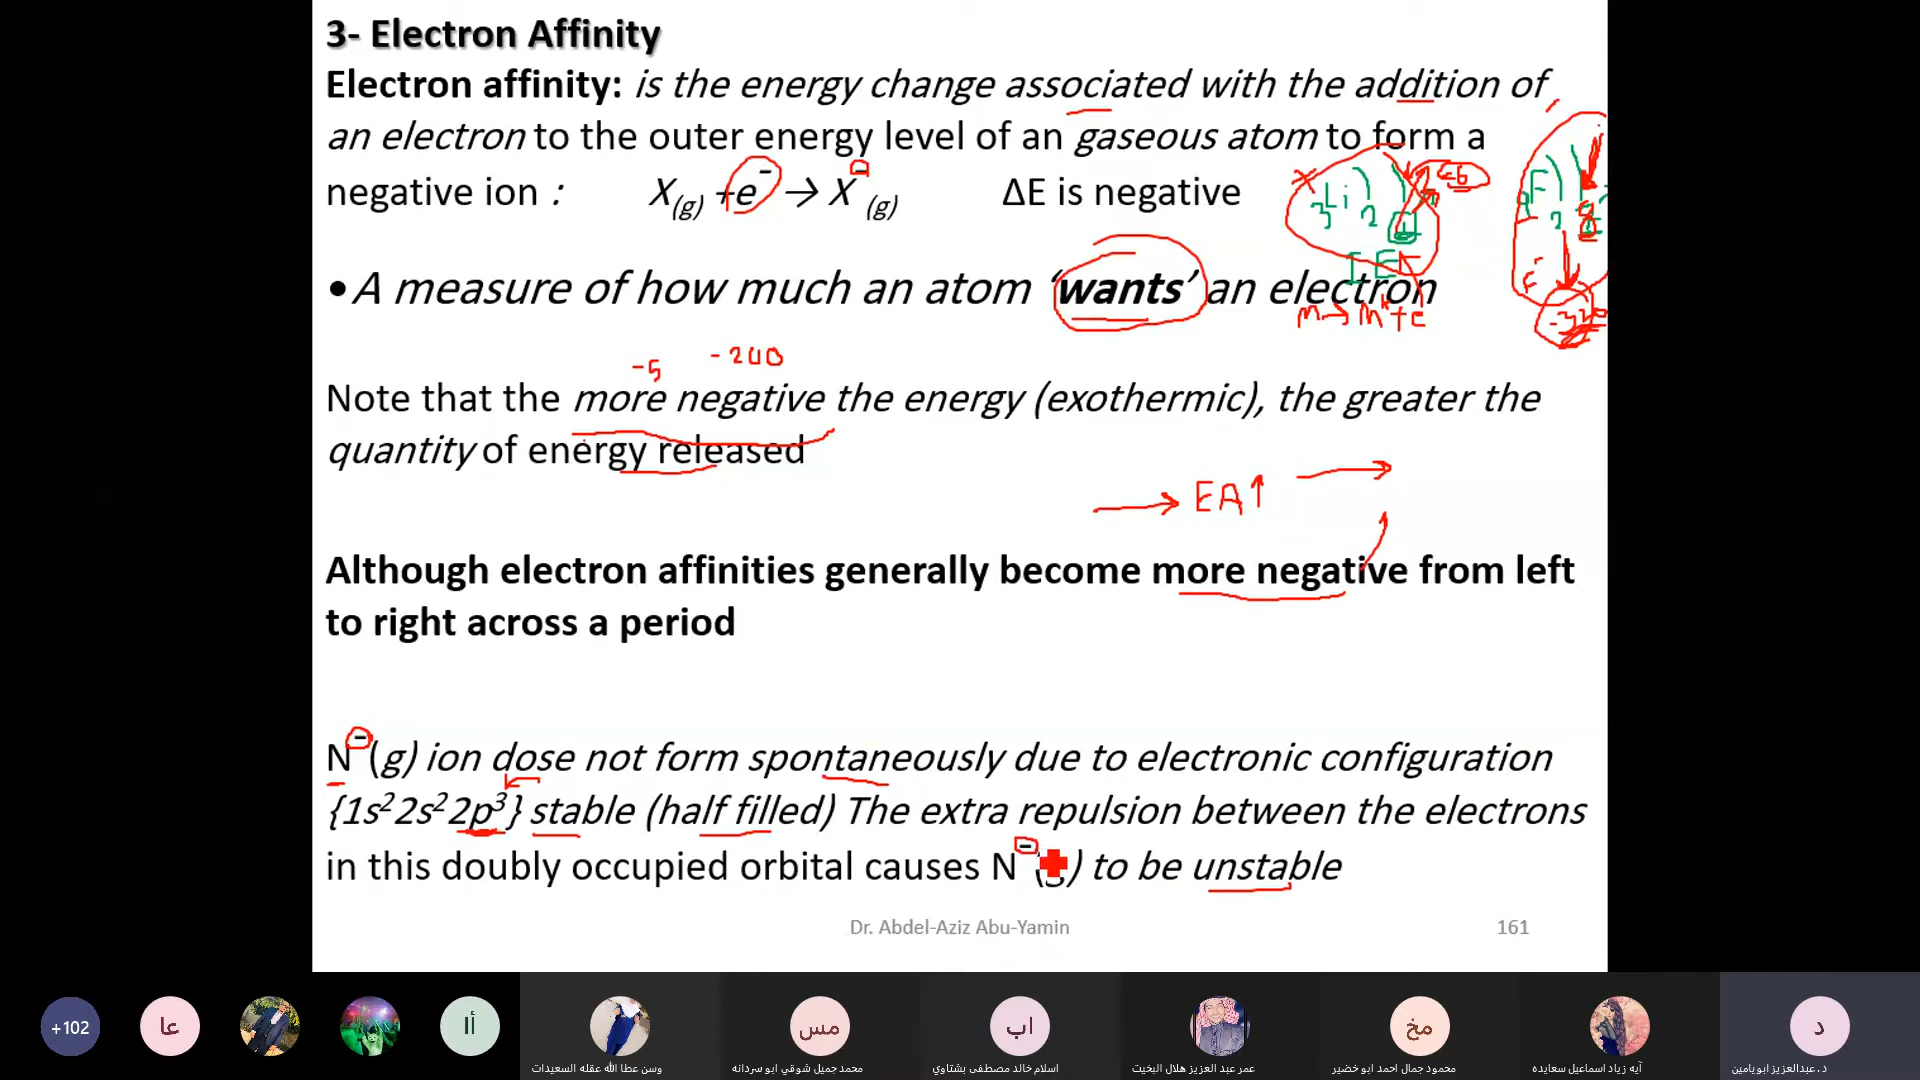 3- Electron Affinity
Electron affinity: is the energy change associated with the addition of
an electron to the outer energy level of an gaseous atom to form a
negative ion : X(g) +e⁻ → X⁻(g) ΔE is negative
3Li ) 2 )
I E
M → M⁺ + e
F⁻
•A measure of how much an atom ‘wants’ an electron
-5 -200
Note that the more negative the energy (exothermic), the greater the
quantity of energy released
→ EA↑ →
Although electron affinities generally become more negative from left
to right across a period
N⁻(g) ion dose not form spontaneously due to electronic configuration
{1s²2s²2p³} stable (half filled) The extra repulsion between the electrons
in this doubly occupied orbital causes N⁻ ( ) to be unstable
Dr. Abdel-Aziz Abu-Yamin 161
+102
عا
أا
مس
اب
مخ
د
وسن عطا الله عقله السعيدات
محمد جميل شوقي ابو سردانه
اسلام خالد مصطفى بشتاوي
عمر عبد العزيز هلال البخيت
محمود جمال احمد ابو خضير
آيه زياد اسماعيل سعايده
د. عبدالعزيز ابويامين